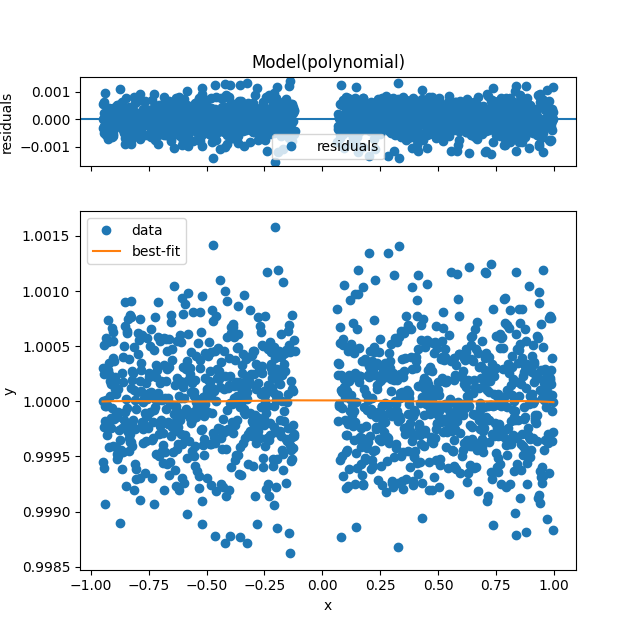 Model(polynomial)
residuals
0.001
0.000
−0.001
residuals
data
best-fit
y
1.0015
1.0010
1.0005
1.0000
0.9995
0.9990
0.9985
−1.00 −0.75 −0.50 −0.25 0.00 0.25 0.50 0.75 1.00
x